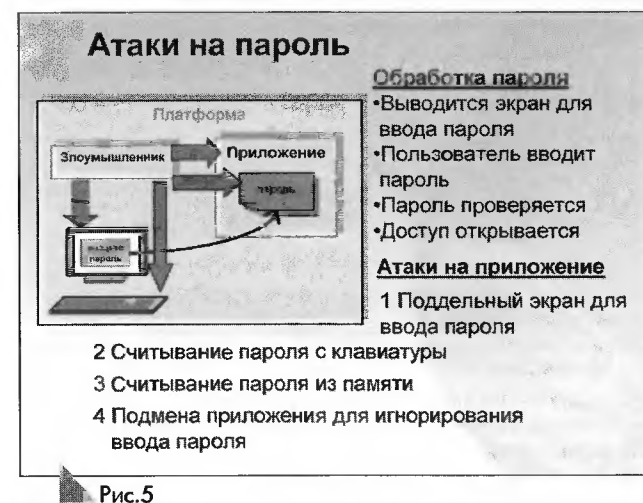 Атаки на пароль
Платформа
Злоумышленник
Приложение
пароль
введите
пароль
Обработка пароля
•Выводится экран для
ввода пароля
•Пользователь вводит
пароль
•Пароль проверяется
•Доступ открывается
Атаки на приложение
1 Поддельный экран для
ввода пароля
2 Считывание пароля с клавиатуры
3 Считывание пароля из памяти
4 Подмена приложения для игнорирования
ввода пароля
Рис.5